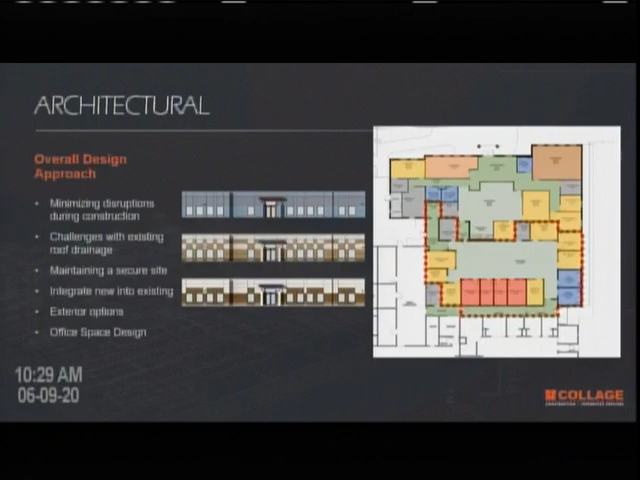 ARCHITECTURAL
Overall Design
Approach
• Minimizing disruptions
during construction
• Challenges with existing
roof drainage
• Maintaining a secure site
• Integrate new into existing
• Exterior options
• Office Space Design
10:29 AM
06-09-20
COLLAGE